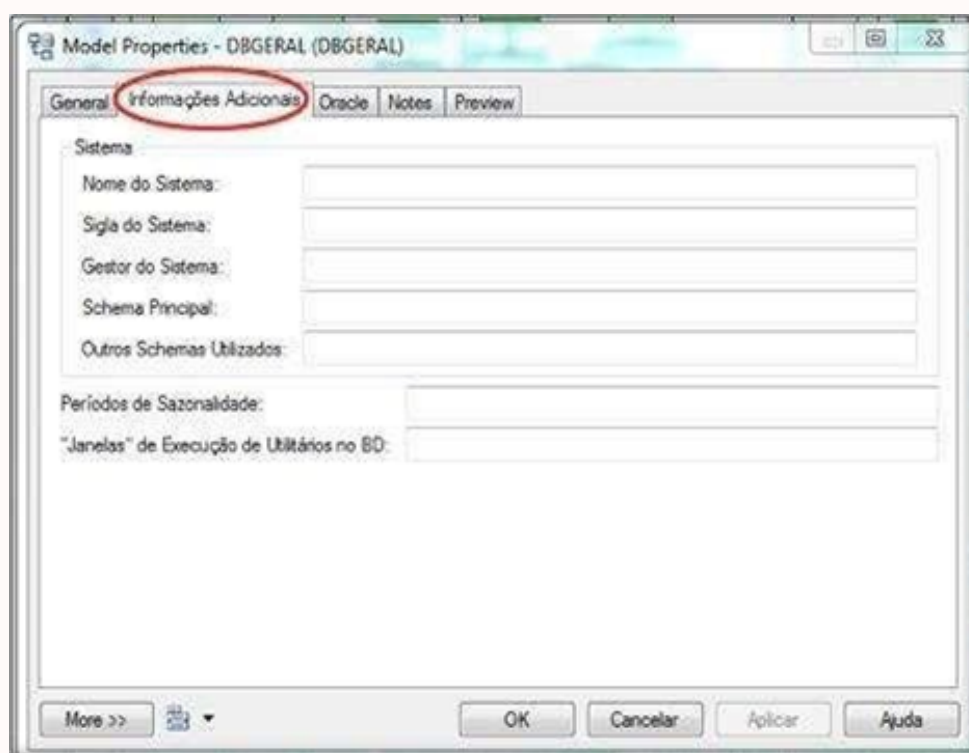 Model Properties - DBGERAL (DBGERAL)
General Informações Adicionais Oracle Notes Preview
Sistema
Nome do Sistema:
Sigla do Sistema:
Gestor do Sistema:
Schema Principal:
Outros Schemas Utilizados:
Períodos de Sazonalidade:
"Janelas" de Execução de Utilitários no BD:
More >> OK Cancelar Aplicar Ajuda